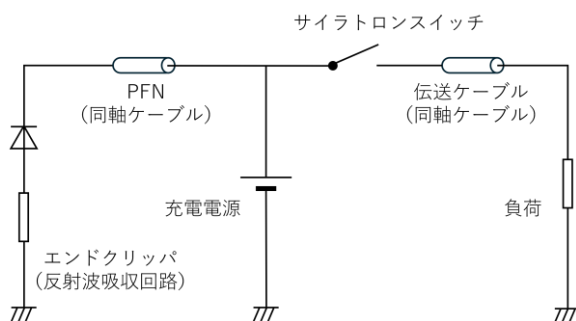 サイラトロンスイッチ
PFN
(同軸ケーブル)
伝送ケーブル
(同軸ケーブル)
充電電源
負荷
エンドクリッパ
(反射波吸収回路)